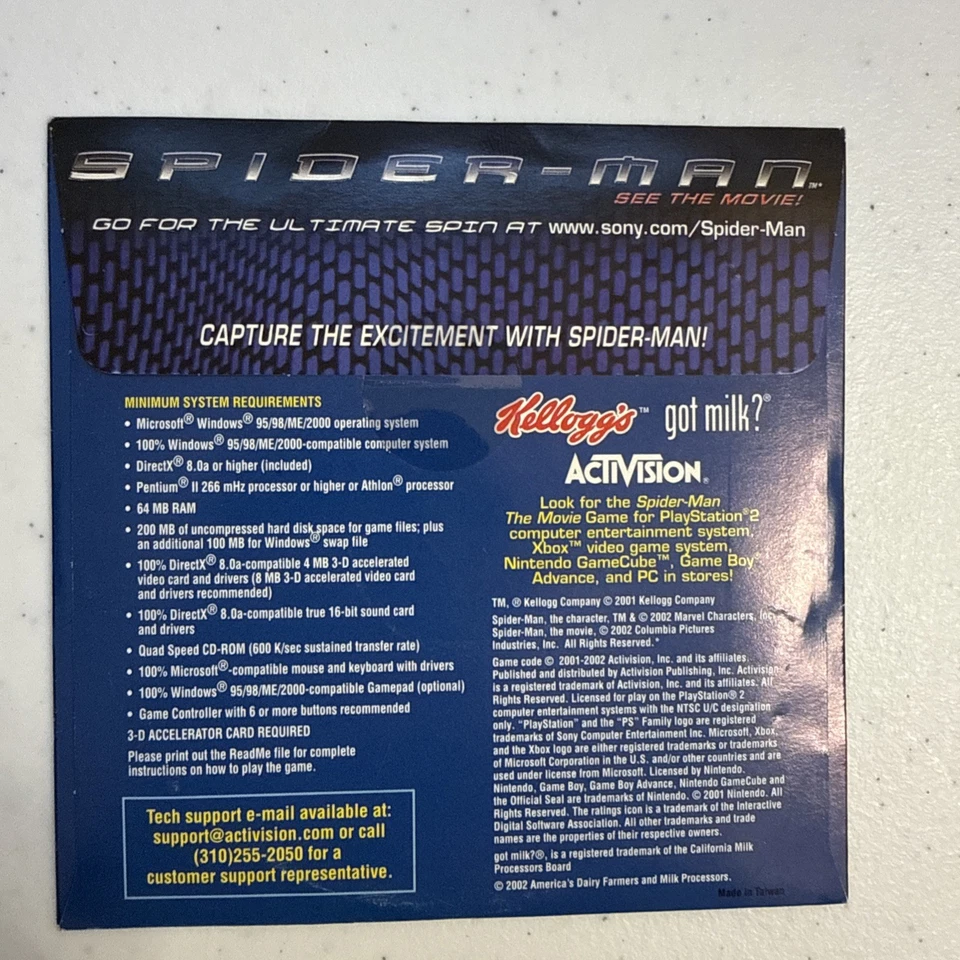 SPIDER-MAN™*
SEE THE MOVIE!
GO FOR THE ULTIMATE SPIN AT www.sony.com/Spider-Man
CAPTURE THE EXCITEMENT WITH SPIDER-MAN!
MINIMUM SYSTEM REQUIREMENTS
• Microsoft® Windows® 95/98/ME/2000 operating system
• 100% Windows® 95/98/ME/2000-compatible computer system
• DirectX® 8.0a or higher (included)
• Pentium® II 266 mHz processor or higher or Athlon® processor
• 64 MB RAM
• 200 MB of uncompressed hard disk space for game files; plus
an additional 100 MB for Windows® swap file
• 100% DirectX® 8.0a-compatible 4 MB 3-D accelerated
video card and drivers (8 MB 3-D accelerated video card
and drivers recommended)
• 100% DirectX® 8.0a-compatible true 16-bit sound card
and drivers
• Quad Speed CD-ROM (600 K/sec sustained transfer rate)
• 100% Microsoft®-compatible mouse and keyboard with drivers
• 100% Windows® 95/98/ME/2000-compatible Gamepad (optional)
• Game Controller with 6 or more buttons recommended
3-D ACCELERATOR CARD REQUIRED
Please print out the ReadMe file for complete
instructions on how to play the game.
Tech support e-mail available at:
support@activision.com or call
(310)255-2050 for a
customer support representative.
Kellogg's™ got milk?®
ACTIVISION®
Look for the Spider-Man
The Movie Game for PlayStation®2
computer entertainment system,
Xbox™ video game system,
Nintendo GameCube™, Game Boy®
Advance, and PC in stores!
TM, ® Kellogg Company © 2001 Kellogg Company
Spider-Man, the character, TM & © 2002 Marvel Characters, Inc.
Spider-Man, the movie, © 2002 Columbia Pictures
Industries, Inc. All Rights Reserved.*
Game code © 2001-2002 Activision, Inc. and its affiliates.
Published and distributed by Activision Publishing, Inc. Activision
is a registered trademark of Activision, Inc. and its affiliates. All
Rights Reserved. Licensed for play on the PlayStation® 2
computer entertainment systems with the NTSC U/C designation
only. "PlayStation" and the "PS" Family logo are registered
trademarks of Sony Computer Entertainment Inc. Microsoft, Xbox,
and the Xbox logo are either registered trademarks or trademarks
of Microsoft Corporation in the U.S. and/or other countries and are
used under license from Microsoft. Licensed by Nintendo.
Nintendo, Game Boy, Game Boy Advance, Nintendo GameCube and
the Official Seal are trademarks of Nintendo. © 2001 Nintendo. All
Rights Reserved. The ratings icon is a trademark of the Interactive
Digital Software Association. All other trademarks and trade
names are the properties of their respective owners.
got milk?®, is a registered trademark of the California Milk
Processors Board
© 2002 America's Dairy Farmers and Milk Processors.
Made in Taiwan